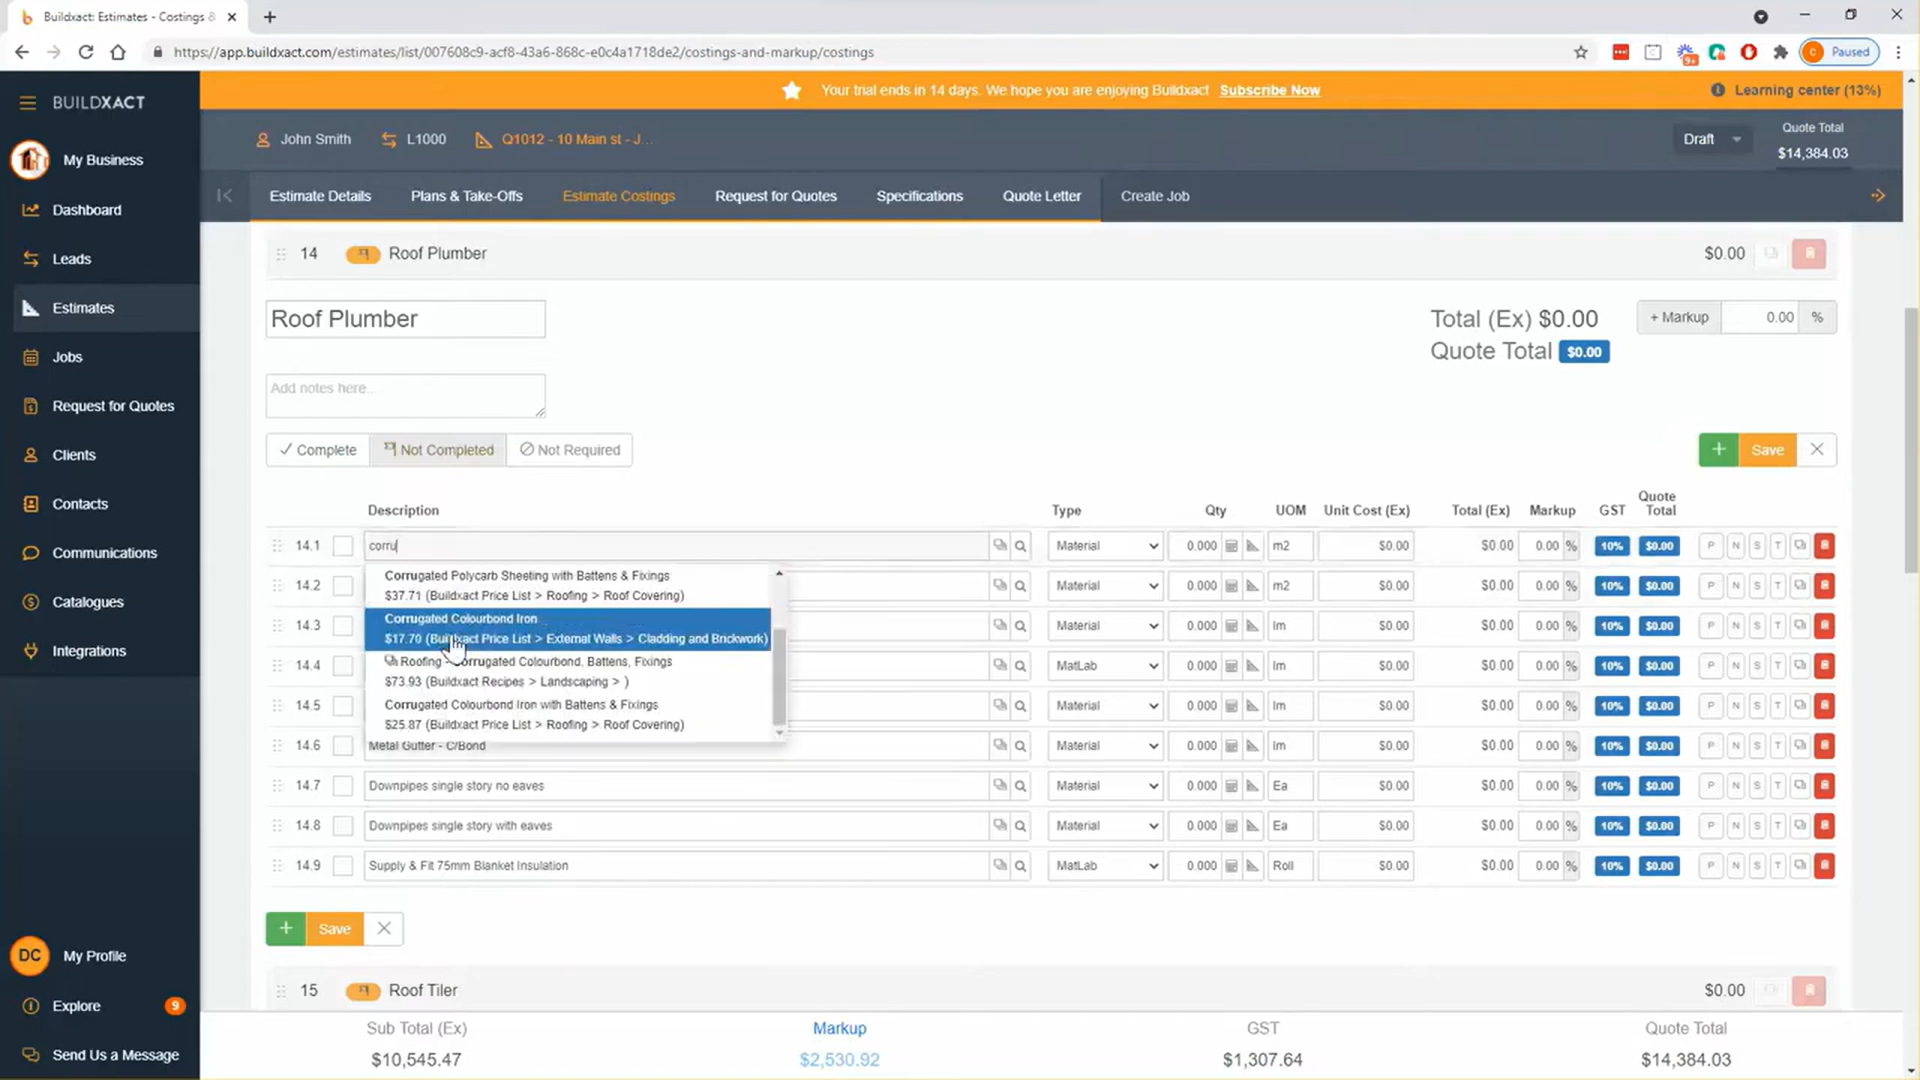 Buildxact: Estimates - Costings &
https://app.buildxact.com/estimates/list/007608c9-acf8-43a6-868c-e0c4a1718de2/costings-and-markup/costings
9+
C Paused
BUILDXACT
Your trial ends in 14 days. We hope you are enjoying Buildxact Subscribe Now
Learning center (13%)
John Smith
L1000
Q1012 - 10 Main st - J...
Draft
Quote Total
$14,384.03
My Business
Dashboard
Leads
Estimates
Jobs
Request for Quotes
Clients
Contacts
Communications
Catalogues
Integrations
DC My Profile
Explore 9
Send Us a Message
Estimate Details
Plans & Take-Offs
Estimate Costings
Request for Quotes
Specifications
Quote Letter
Create Job
14 Roof Plumber $0.00
Roof Plumber
Total (Ex) $0.00
+ Markup 0.00 %
Quote Total $0.00
Add notes here...
Complete
Not Completed
Not Required
+ Save
Description Type Qty UOM Unit Cost (Ex) Total (Ex) Markup GST Quote Total
14.1 corru Material 0.000 m2 $0.00 $0.00 0.00 % 10% $0.00 P N S T
Corrugated Polycarb Sheeting with Battens & Fixings
$37.71 (Buildxact Price List > Roofing > Roof Covering)
Corrugated Colourbond Iron
$17.70 (Buildxact Price List > External Walls > Cladding and Brickwork)
Roofing - Corrugated Colourbond, Battens, Fixings
$73.93 (Buildxact Recipes > Landscaping > )
Corrugated Colourbond Iron with Battens & Fixings
$25.87 (Buildxact Price List > Roofing > Roof Covering)
14.2 Material 0.000 m2 $0.00 $0.00 0.00 % 10% $0.00 P N S T
14.3 Material 0.000 lm $0.00 $0.00 0.00 % 10% $0.00 P N S T
14.4 MatLab 0.000 lm $0.00 $0.00 0.00 % 10% $0.00 P N S T
14.5 Material 0.000 lm $0.00 $0.00 0.00 % 10% $0.00 P N S T
14.6 Metal Gutter - C/Bond Material 0.000 lm $0.00 $0.00 0.00 % 10% $0.00 P N S T
14.7 Downpipes single story no eaves Material 0.000 Ea $0.00 $0.00 0.00 % 10% $0.00 P N S T
14.8 Downpipes single story with eaves Material 0.000 Ea $0.00 $0.00 0.00 % 10% $0.00 P N S T
14.9 Supply & Fit 75mm Blanket Insulation MatLab 0.000 Roll $0.00 $0.00 0.00 % 10% $0.00 P N S T
+ Save
15 Roof Tiler $0.00
Sub Total (Ex) Markup GST Quote Total
$10,545.47 $2,530.92 $1,307.64 $14,384.03